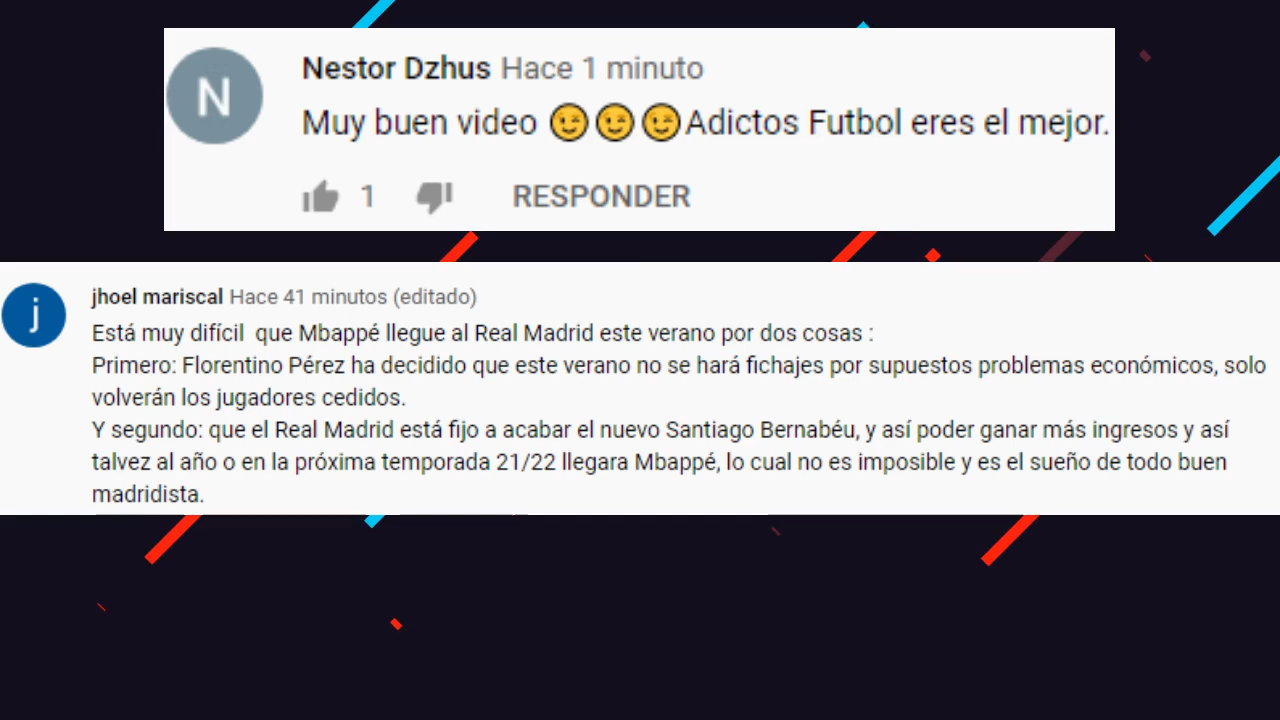 N
Nestor Dzhus Hace 1 minuto
Muy buen video 😉😉😉Adictos Futbol eres el mejor.
1 RESPONDER
j
jhoel mariscal Hace 41 minutos (editado)
Está muy difícil  que Mbappé llegue al Real Madrid este verano por dos cosas :
Primero: Florentino Pérez ha decidido que este verano no se hará fichajes por supuestos problemas económicos, solo
volverán los jugadores cedidos.
Y segundo: que el Real Madrid está fijo a acabar el nuevo Santiago Bernabéu, y así poder ganar más ingresos y así
talvez al año o en la próxima temporada 21/22 llegara Mbappé, lo cual no es imposible y es el sueño de todo buen
madridista.